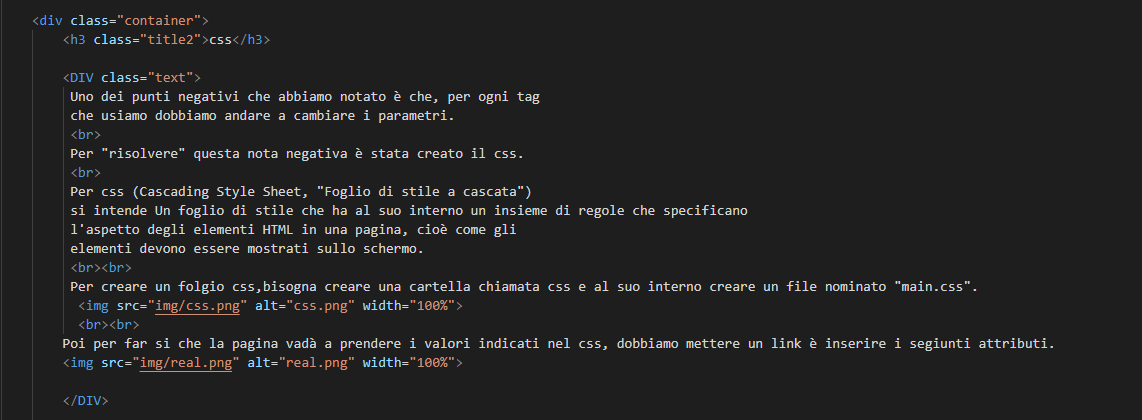 <div class="container">
<h3 class="title2">css</h3>
<DIV class="text">
Uno dei punti negativi che abbiamo notato è che, per ogni tag
che usiamo dobbiamo andare a cambiare i parametri.
<br>
Per "risolvere" questa nota negativa è stata creato il css.
<br>
Per css (Cascading Style Sheet, "Foglio di stile a cascata")
si intende Un foglio di stile che ha al suo interno un insieme di regole che specificano
l'aspetto degli elementi HTML in una pagina, cioè come gli
elementi devono essere mostrati sullo schermo.
<br><br>
Per creare un folgio css,bisogna creare una cartella chiamata css e al suo interno creare un file nominato "main.css".
<img src="img/css.png" alt="css.png" width="100%">
<br><br>
Poi per far si che la pagina vadà a prendere i valori indicati nel css, dobbiamo mettere un link è inserire i segiunti attributi.
<img src="img/real.png" alt="real.png" width="100%">
</DIV>